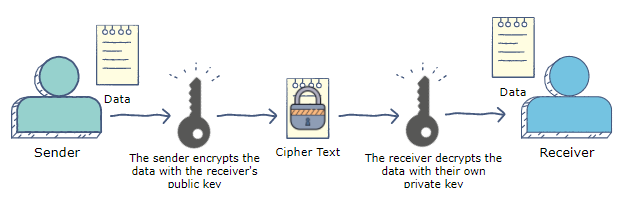 Data
Sender
The sender encrypts the
data with the receiver's
public key
Cipher Text
The receiver decrypts the
data with their own
private key
Data
Receiver